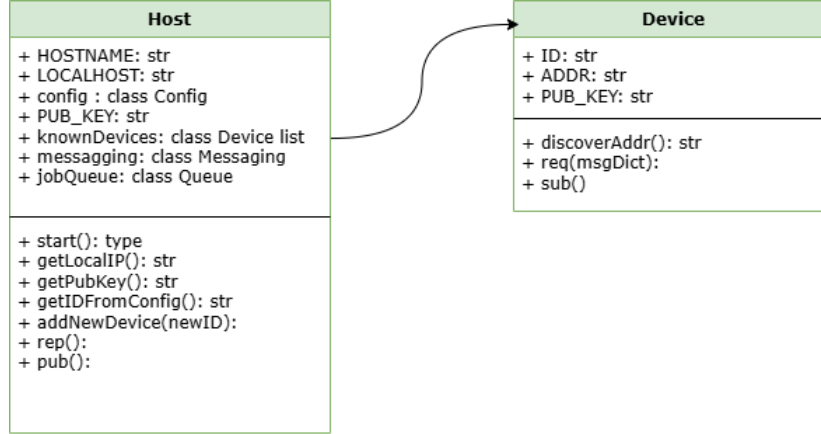 Host
+ HOSTNAME: str
+ LOCALHOST: str
+ config : class Config
+ PUB_KEY: str
+ knownDevices: class Device list
+ messagging: class Messaging
+ jobQueue: class Queue
+ start(): type
+ getLocalIP(): str
+ getPubKey(): str
+ getIDFromConfig(): str
+ addNewDevice(newID):
+ rep():
+ pub():
Device
+ ID: str
+ ADDR: str
+ PUB_KEY: str
+ discoverAddr(): str
+ req(msgDict):
+ sub()